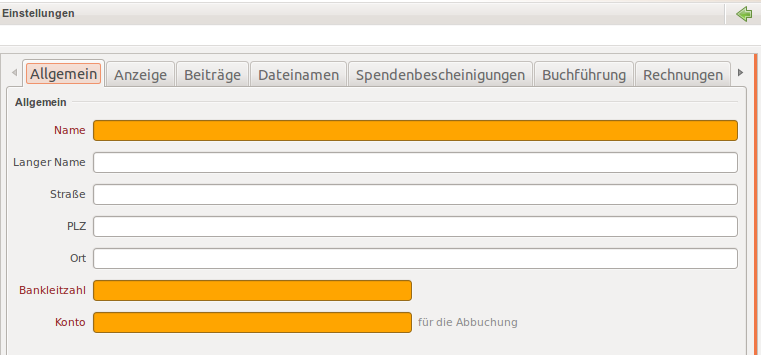 Einstellungen
Allgemein Anzeige Beiträge Dateinamen Spendenbescheinigungen Buchführung Rechnungen
Allgemein
Name
Langer Name
Straße
PLZ
Ort
Bankleitzahl
Konto für die Abbuchung